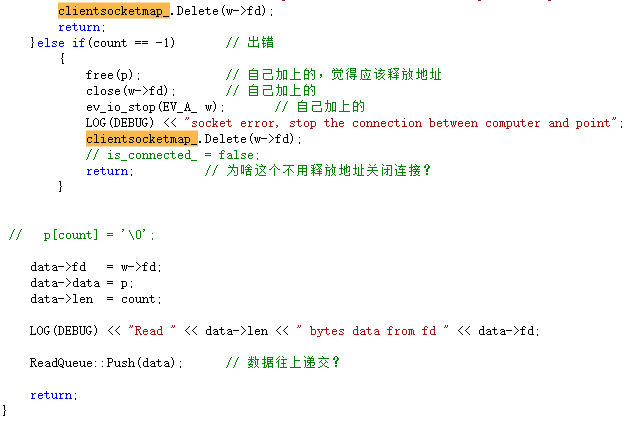 clientsocketmap_.Delete(w->fd);
return;
}else if(count == -1) // 出错
{
free(p); // 自己加上的，觉得应该释放地址
close(w->fd); // 自己加上的
ev_io_stop(EV_A_ w); // 自己加上的
LOG(DEBUG) << "socket error, stop the connection between computer and point";
clientsocketmap_.Delete(w->fd);
// is_connected_ = false;
return; // 为啥这个不用释放地址关闭连接？
}
// p[count] = '\0';
data->fd = w->fd;
data->data = p;
data->len = count;
LOG(DEBUG) << "Read " << data->len << " bytes data from fd " << data->fd;
ReadQueue::Push(data); // 数据往上递交？
return;
}